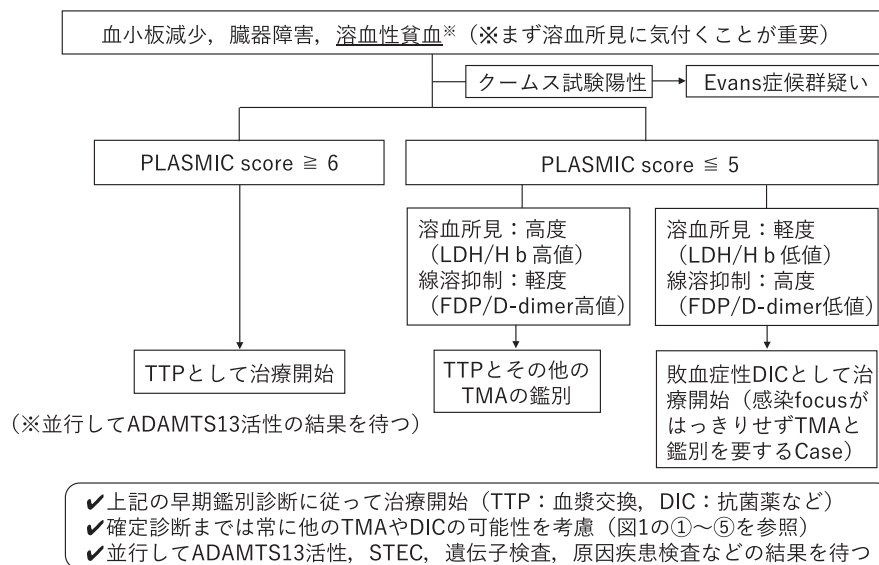 血小板減少，臓器障害，溶血性貧血※（※まず溶血所見に気付くことが重要）
クームス試験陽性
Evans症候群疑い
PLASMIC score ≧ 6
PLASMIC score ≦ 5
溶血所見：高度
（LDH/Hｂ高値）
線溶抑制：軽度
（FDP/D-dimer高値）
溶血所見：軽度
（LDH/Hｂ低値）
線溶抑制：高度
（FDP/D-dimer低値）
TTPとして治療開始
（※並行してADAMTS13活性の結果を待つ）
TTPとその他の
TMAの鑑別
敗血症性DICとして治
療開始（感染focusが
はっきりせずTMAと
鑑別を要するCase）
✔上記の早期鑑別診断に従って治療開始（TTP：血漿交換，DIC：抗菌薬など）
✔確定診断までは常に他のTMAやDICの可能性を考慮（図1の①〜⑤を参照）
✔並行してADAMTS13活性，STEC，遺伝子検査，原因疾患検査などの結果を待つ